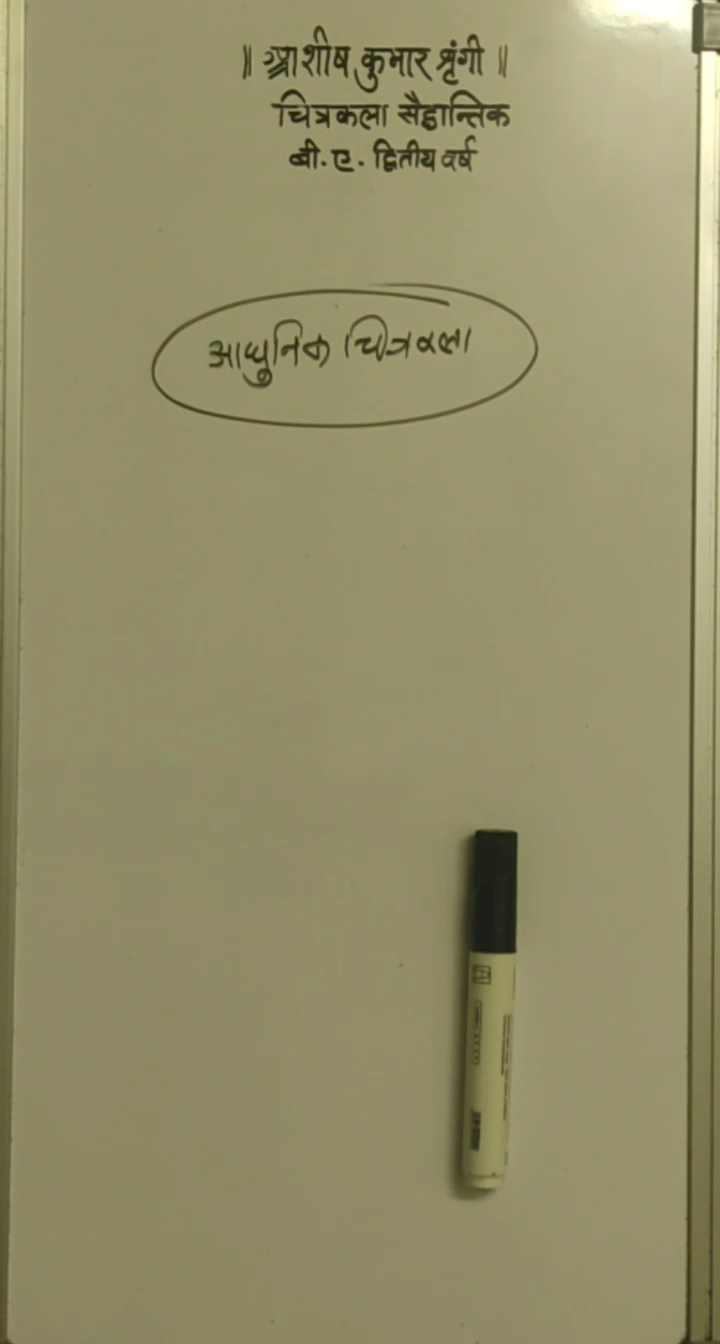 ॥ आशीष कुमार श्रृंगी ॥
चित्रकला सैद्धान्तिक
बी. ए. द्वितीय वर्ष
आधुनिक चित्रकला